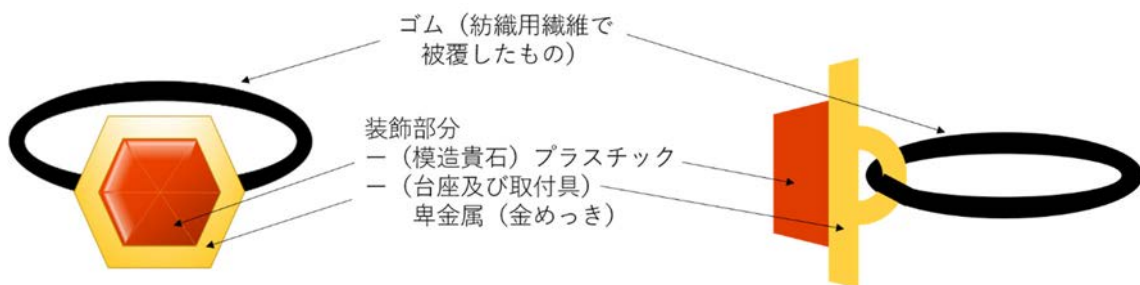 ゴム（紡織用繊維で
被覆したもの）
装飾部分
ー（模造貴石）プラスチック
ー（台座及び取付具）
卑金属（金めっき）